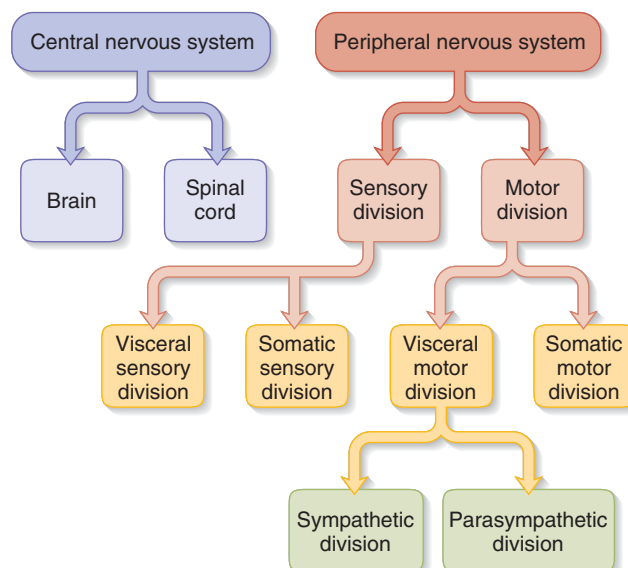 Central nervous system
Peripheral nervous system
Brain
Spinal
cord
Sensory
division
Motor
division
Visceral
sensory
division
Somatic
sensory
division
Visceral
motor
division
Somatic
motor
division
Sympathetic
division
Parasympathetic
division